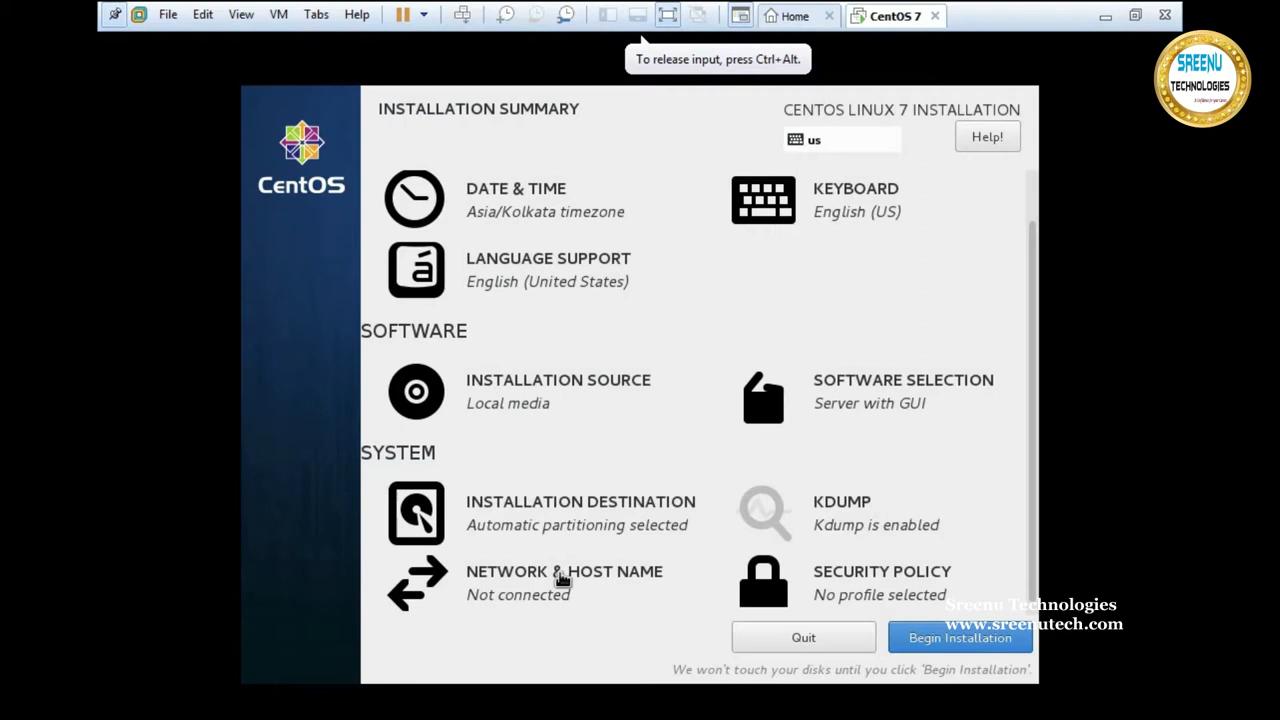 File Edit View VM Tabs Help
Home
CentOS 7
To release input, press Ctrl+Alt.
SREENU
TECHNOLOGIES
INSTALLATION SUMMARY
CENTOS LINUX 7 INSTALLATION
us
Help!
CentOS
DATE & TIME
Asia/Kolkata timezone
KEYBOARD
English (US)
LANGUAGE SUPPORT
English (United States)
SOFTWARE
INSTALLATION SOURCE
Local media
SOFTWARE SELECTION
Server with GUI
SYSTEM
INSTALLATION DESTINATION
Automatic partitioning selected
KDUMP
Kdump is enabled
NETWORK & HOST NAME
Not connected
SECURITY POLICY
No profile selected
Sreenu Technologies
www.sreenutech.com
Quit
Begin Installation
We won't touch your disks until you click 'Begin Installation'.